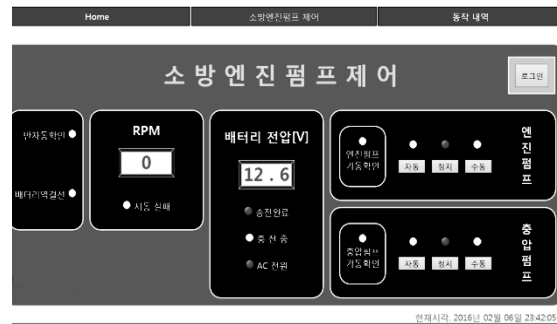 Home 소방엔진펌프 제어 동작 내역
소방엔진펌프제어
로그인
반자동확인
배터리역결선
RPM
0
시동 실패
배터리 전압[V]
12.6
충전완료
충 전 중
AC 전원
엔진펌프
가동확인
자동 정지 수동
엔진펌프
충압펌프
가동확인
자동 정지 수동
충압펌프
현재시각: 2016년 02월 06일 23:42:05